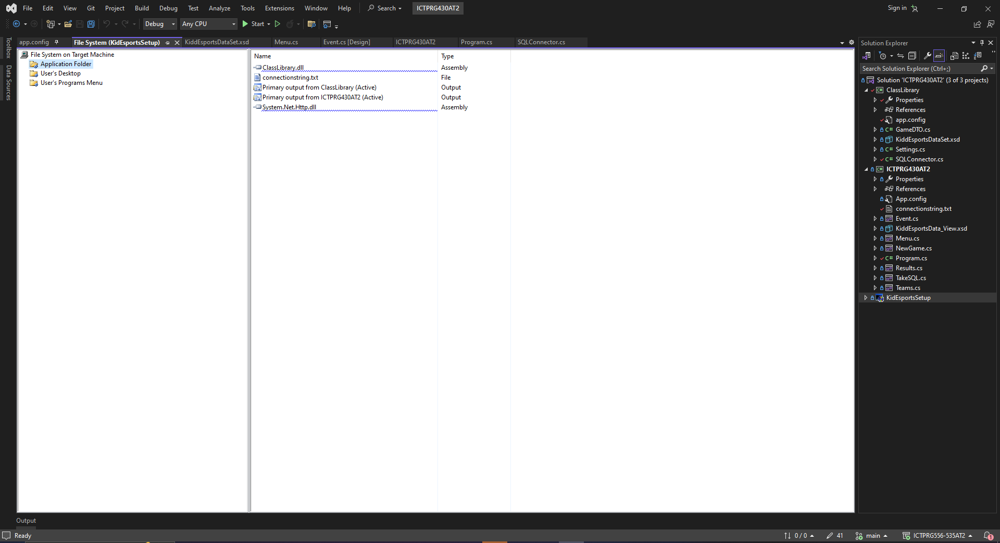 File Edit View Git Project Build Debug Test Analyze Tools Extensions Window Help Search ICTPRG430AT2 Sign in
Debug Any CPU Start
Toolbox
Data Sources
app.config File System (KidEsportsSetup) KiddEsportsDataSet.xsd Menu.cs Event.cs [Design] ICTPRG430AT2 Program.cs SQLConnector.cs
File System on Target Machine
Application Folder
User's Desktop
User's Programs Menu
Name Type
ClassLibrary.dll Assembly
connectionstring.txt File
Primary output from ClassLibrary (Active) Output
Primary output from ICTPRG430AT2 (Active) Output
System.Net.Http.dll Assembly
Solution Explorer
Search Solution Explorer (Ctrl+;)
Solution 'ICTPRG430AT2' (3 of 3 projects)
C# ClassLibrary
Properties
References
app.config
C# GameDTO.cs
KiddEsportsDataSet.xsd
C# Settings.cs
C# SQLConnector.cs
C# ICTPRG430AT2
Properties
References
App.config
connectionstring.txt
Event.cs
KiddEsportsData_View.xsd
Menu.cs
NewGame.cs
C# Program.cs
Results.cs
TakeSQL.cs
Teams.cs
KidEsportsSetup
Output
Ready 0 / 0 41 main ICTPRG556-535AT2 1